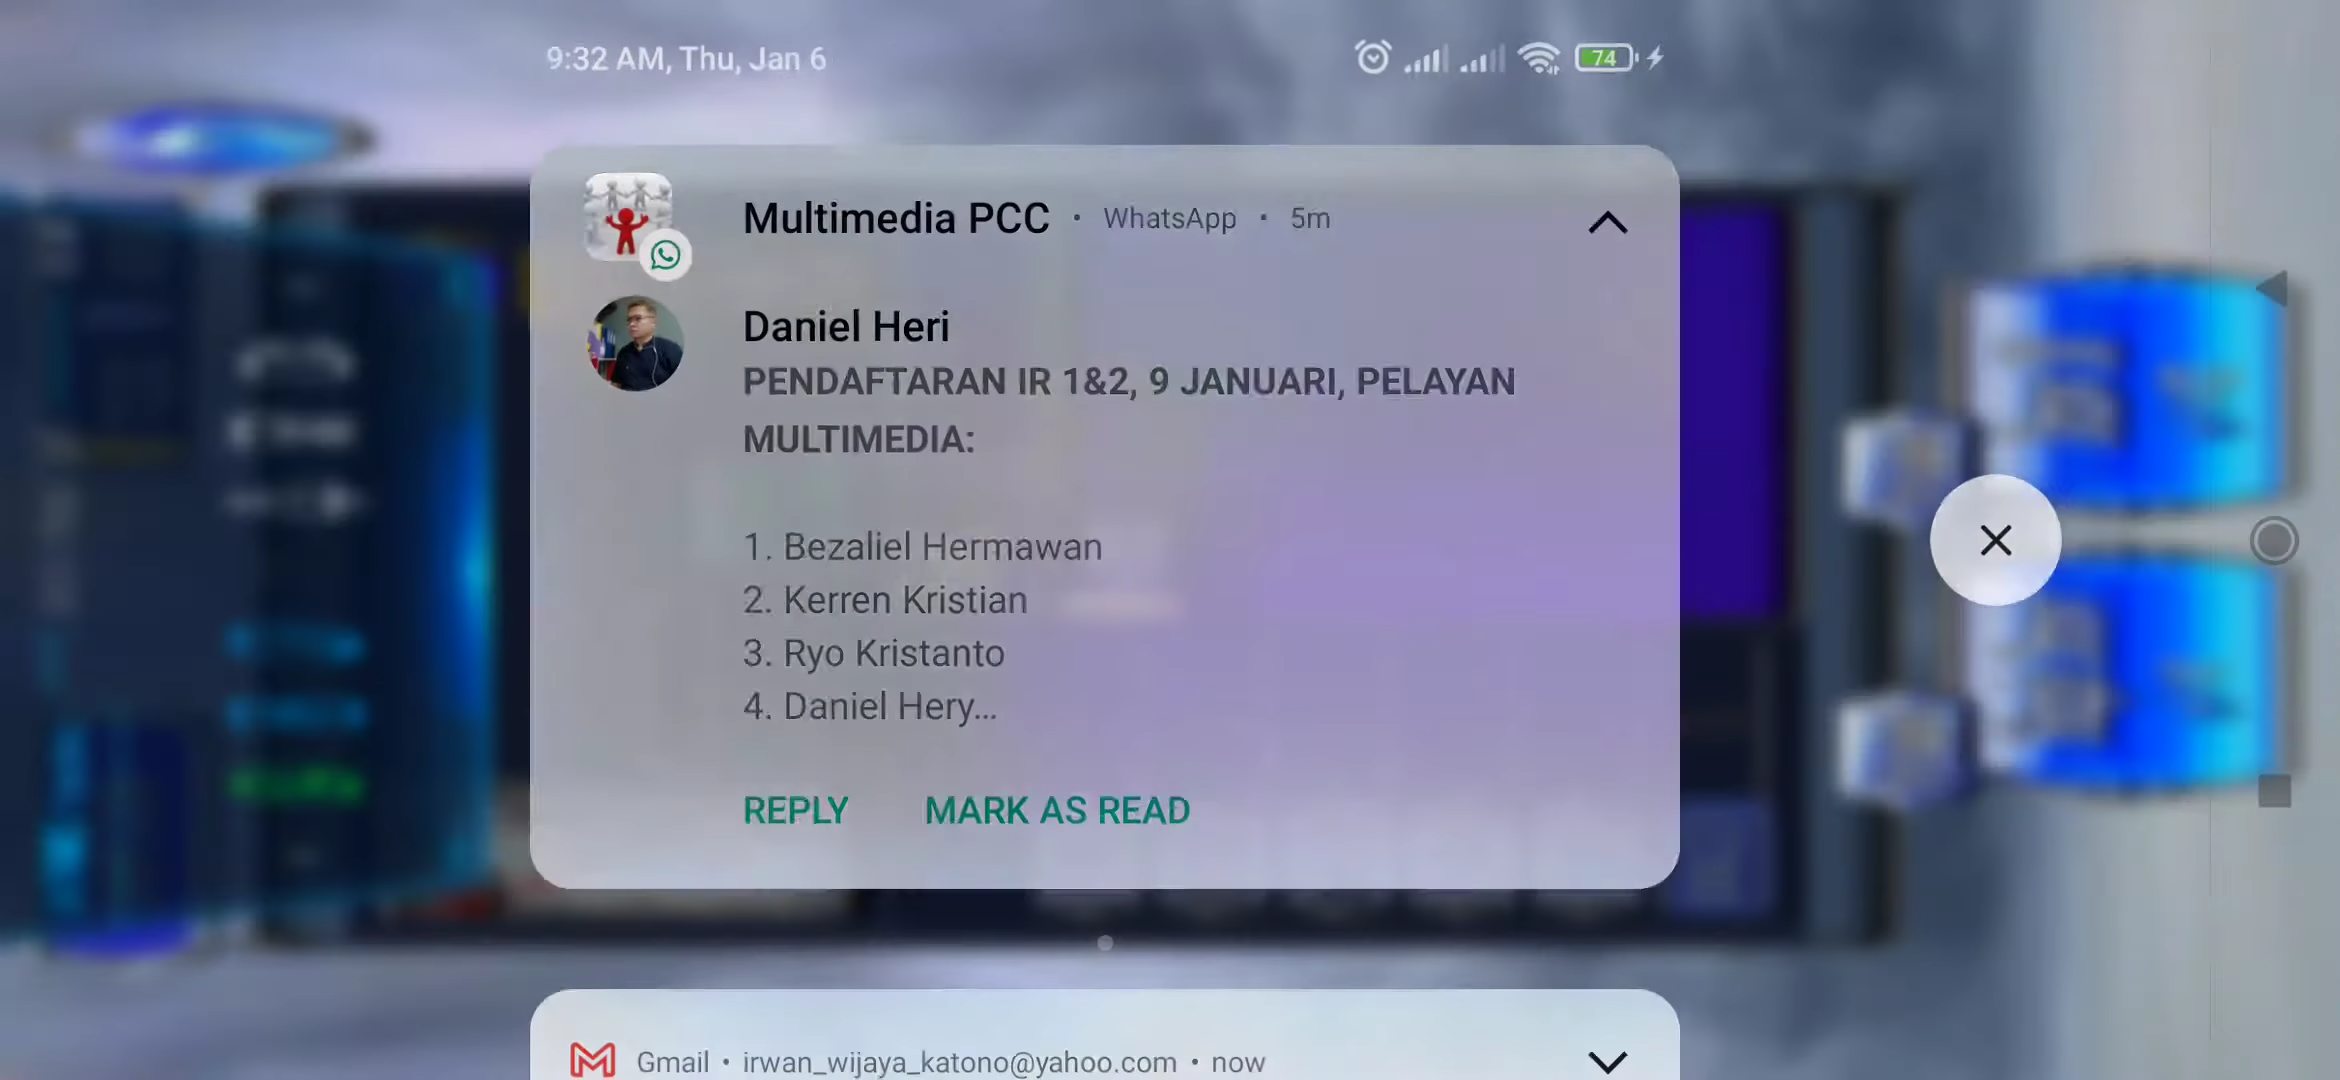 9:32 AM, Thu, Jan 6
74
Multimedia PCC • WhatsApp • 5m
Daniel Heri
PENDAFTARAN IR 1&2, 9 JANUARI, PELAYAN
MULTIMEDIA:
1. Bezaliel Hermawan
2. Kerren Kristian
3. Ryo Kristanto
4. Daniel Hery...
REPLY MARK AS READ
Gmail • irwan_wijaya_katono@yahoo.com • now